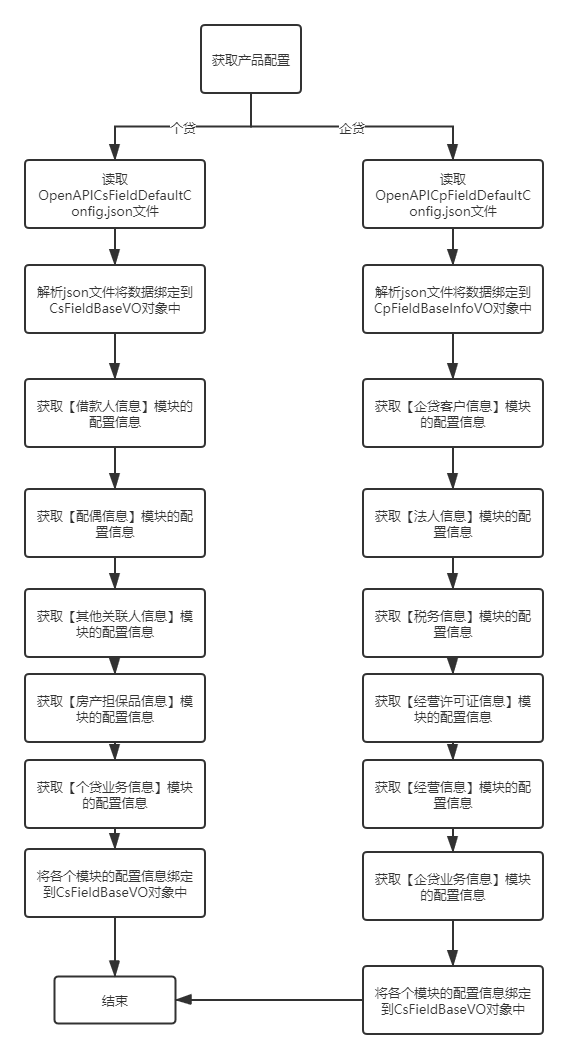 获取产品配置
个贷
企贷
读取
OpenAPICsFieldDefaultC
onfig.json文件
读取
OpenAPICpFieldDefaultC
onfig.json文件
解析json文件将数据绑定到
CsFieldBaseVO对象中
解析json文件将数据绑定到
CpFieldBaseInfoVO对象中
获取【借款人信息】模块的
配置信息
获取【企贷客户信息】模块
的配置信息
获取【配偶信息】模块的配
置信息
获取【法人信息】模块的配
置信息
获取【其他关联人信息】模
块的配置信息
获取【税务信息】模块的配
置信息
获取【房产担保品信息】模
块的配置信息
获取【经营许可证信息】模
块的配置信息
获取【个贷业务信息】模块
的配置信息
获取【经营信息】模块的配
置信息
将各个模块的配置信息绑定
到CsFieldBaseVO对象中
获取【企贷业务信息】模块
的配置信息
结束
将各个模块的配置信息绑定
到CsFieldBaseVO对象中